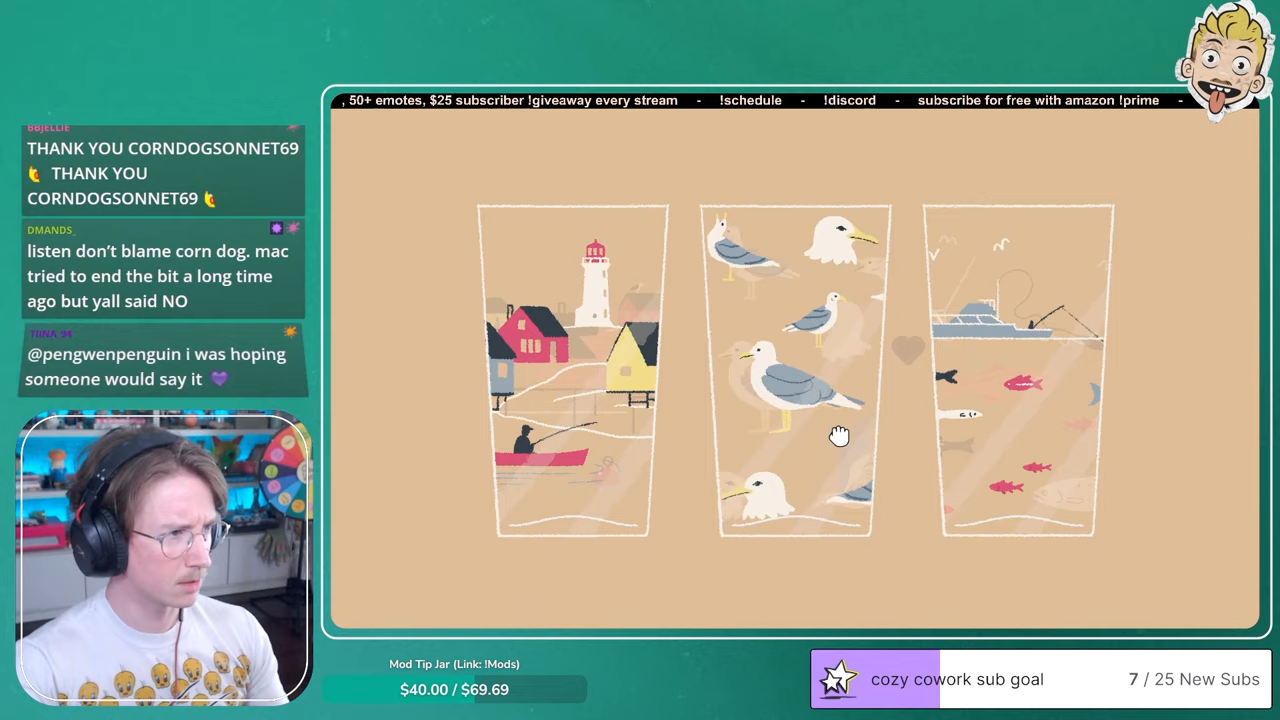 , 50+ emotes, $25 subscriber !giveaway every stream - !schedule - !discord - subscribe for free with amazon !prime -
BBJELLIE
THANK YOU CORNDOGSONNET69
THANK YOU
CORNDOGSONNET69
DMANDS_
listen don't blame corn dog. mac
tried to end the bit a long time
ago but yall said NO
TIINA_94
@pengwenpenguin i was hoping
someone would say it
Mod Tip Jar (Link: !Mods)
$40.00 / $69.69
cozy cowork sub goal 7 / 25 New Subs